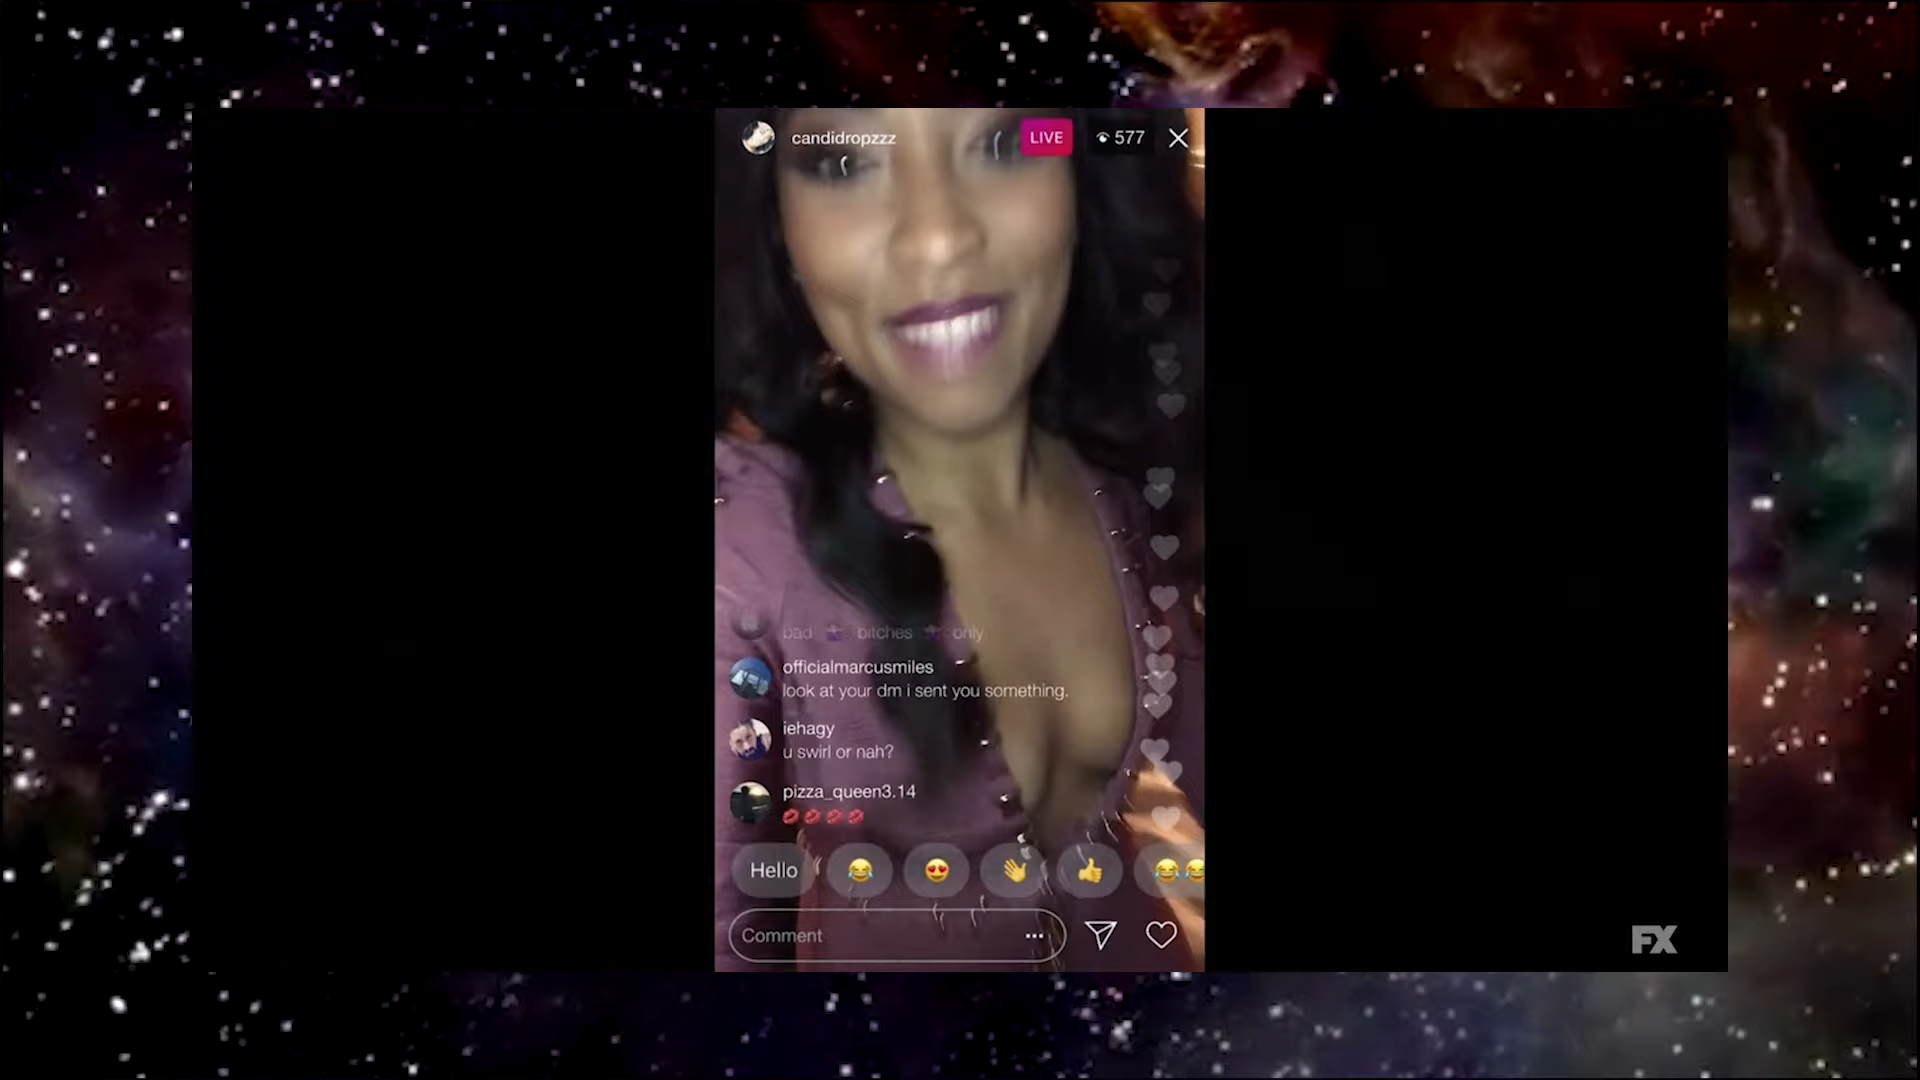 candidropzzz LIVE 577
bad bitches only
officialmarcusmiles
look at your dm i sent you something.
iehagy
u swirl or nah?
pizza_queen3.14
Hello
Comment
FX